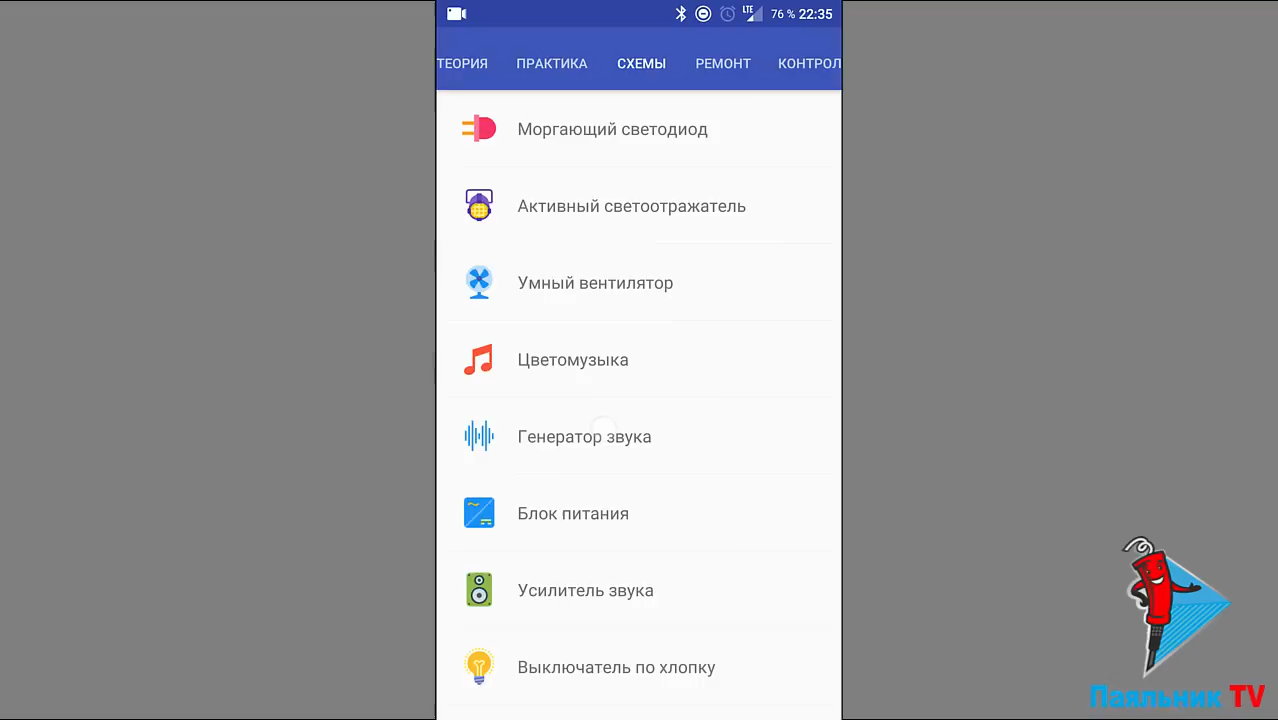 LTE 76 % 22:35
ТЕОРИЯ ПРАКТИКА СХЕМЫ РЕМОНТ КОНТРОЛ
Моргающий светодиод
Активный светоотражатель
Умный вентилятор
Цветомузыка
Генератор звука
Блок питания
Усилитель звука
Выключатель по хлопку
Паяльник TV